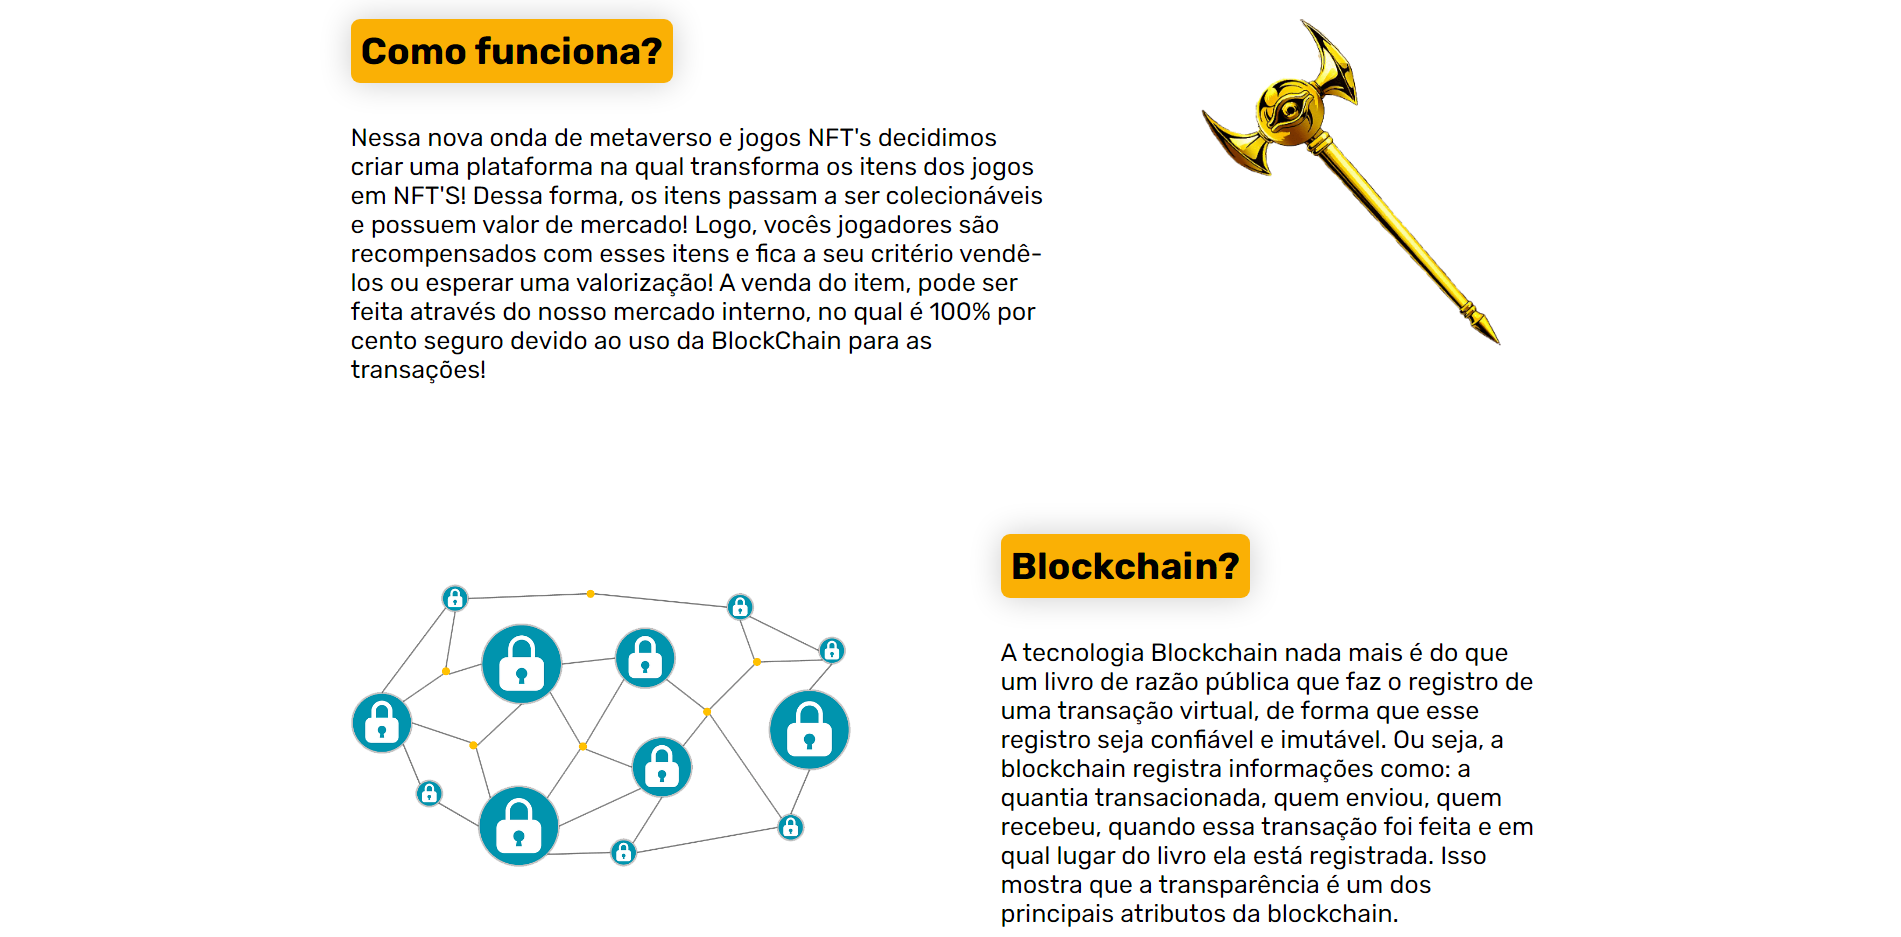 Como funciona?
Nessa nova onda de metaverso e jogos NFT's decidimos
criar uma plataforma na qual transforma os itens dos jogos
em NFT'S! Dessa forma, os itens passam a ser colecionáveis
e possuem valor de mercado! Logo, vocês jogadores são
recompensados com esses itens e fica a seu critério vendê-
los ou esperar uma valorização! A venda do item, pode ser
feita através do nosso mercado interno, no qual é 100% por
cento seguro devido ao uso da BlockChain para as
transações!
Blockchain?
A tecnologia Blockchain nada mais é do que
um livro de razão pública que faz o registro de
uma transação virtual, de forma que esse
registro seja confiável e imutável. Ou seja, a
blockchain registra informações como: a
quantia transacionada, quem enviou, quem
recebeu, quando essa transação foi feita e em
qual lugar do livro ela está registrada. Isso
mostra que a transparência é um dos
principais atributos da blockchain.